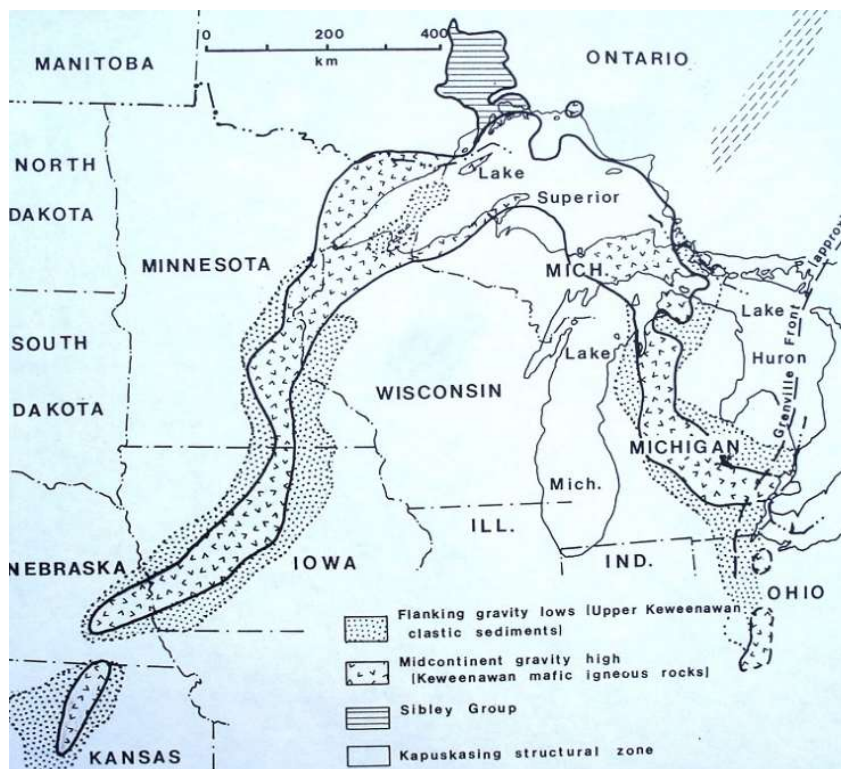 0 200 400
km
MANITOBA
ONTARIO
NORTH
DAKOTA
Lake
Superior
MINNESOTA
MICH.
(approx
SOUTH
DAKOTA
Lake
Huron
Lake
Grenville Front
WISCONSIN
MICHIGAN
Mich.
ILL.
NEBRASKA
IOWA
IND.
OHIO
Flanking gravity lows [Upper Keweenawan
clastic sediments]
Midcontinent gravity high
[Keweenawan mafic igneous rocks]
Sibley Group
KANSAS
Kapuskasing structural zone